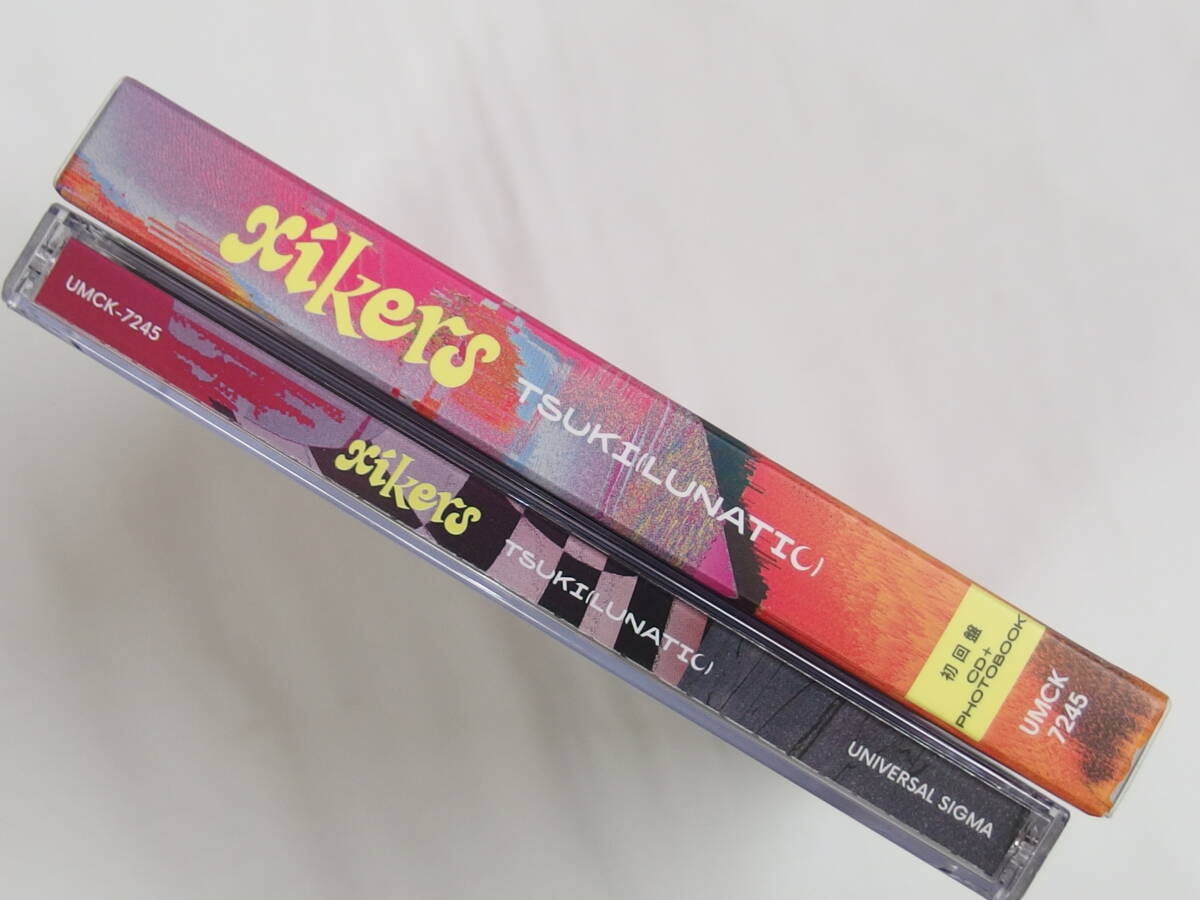 xikers
TSUKI(LUNATIC)
初回盤
CD+
PHOTOBOOK
UMCK
7245
UMCK-7245
xikers
TSUKI(LUNATIC)
UNIVERSAL SIGMA